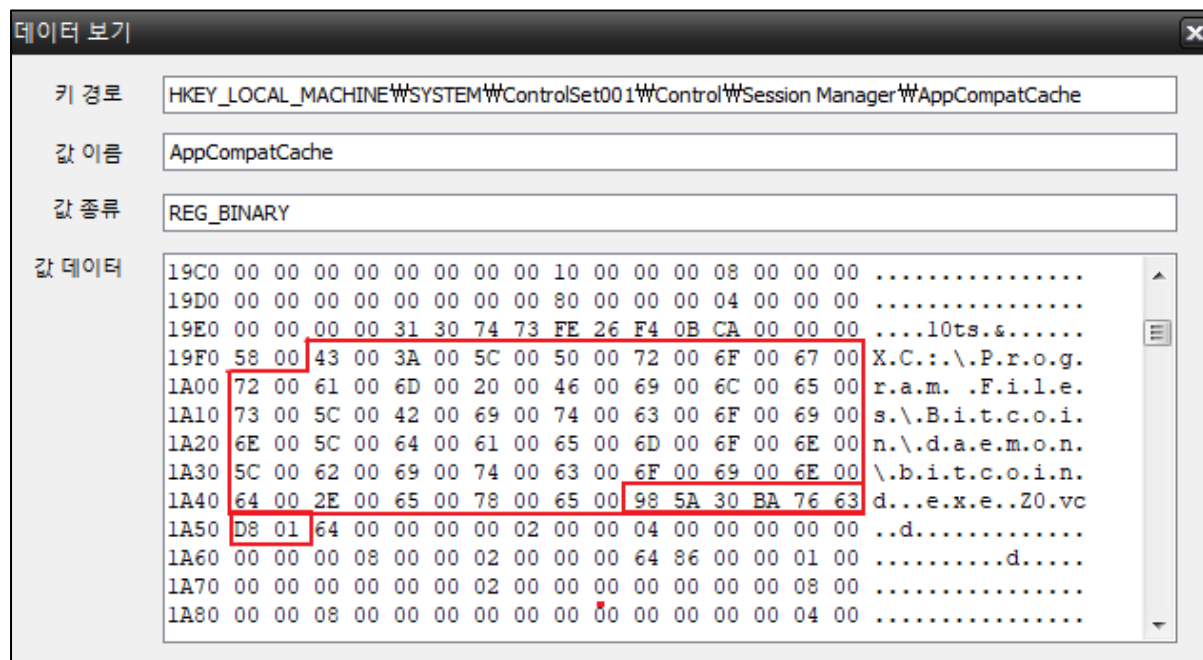 데이터 보기
키 경로 HKEY_LOCAL_MACHINE₩SYSTEM₩ControlSet001₩Control₩Session Manager₩AppCompatCache
값 이름 AppCompatCache
값 종류 REG_BINARY
값 데이터
19C0 00 00 00 00 00 00 00 00 10 00 00 00 08 00 00 00 ................
19D0 00 00 00 00 00 00 00 00 80 00 00 00 04 00 00 00 ................
19E0 00 00 00 00 31 30 74 73 FE 26 F4 0B CA 00 00 00 ....10ts.&......
19F0 58 00 43 00 3A 00 5C 00 50 00 72 00 6F 00 67 00 X.C.:.\.P.r.o.g.
1A00 72 00 61 00 6D 00 20 00 46 00 69 00 6C 00 65 00 r.a.m. .F.i.l.e.
1A10 73 00 5C 00 42 00 69 00 74 00 63 00 6F 00 69 00 s.\.B.i.t.c.o.i.
1A20 6E 00 5C 00 64 00 61 00 65 00 6D 00 6F 00 6E 00 n.\.d.a.e.m.o.n.
1A30 5C 00 62 00 69 00 74 00 63 00 6F 00 69 00 6E 00 \.b.i.t.c.o.i.n.
1A40 64 00 2E 00 65 00 78 00 65 00 98 5A 30 BA 76 63 d...e.x.e..Z0.vc
1A50 D8 01 64 00 00 00 00 02 00 00 04 00 00 00 00 00 ..d.............
1A60 00 00 00 08 00 00 02 00 00 00 64 86 00 00 01 00 ..........d.....
1A70 00 00 00 00 00 00 02 00 00 00 00 00 00 00 08 00 ................
1A80 00 00 08 00 00 00 00 00 00 00 00 00 00 00 04 00 ................